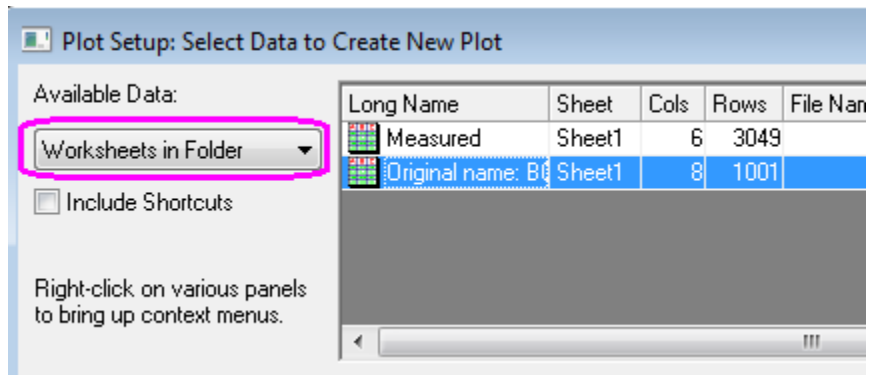 Plot Setup: Select Data to Create New Plot
Available Data:
Worksheets in Folder
Include Shortcuts
Right-click on various panels
to bring up context menus.
Long Name Sheet Cols Rows File Nan
Measured Sheet1 6 3049
Original name: Sheet1 8 1001